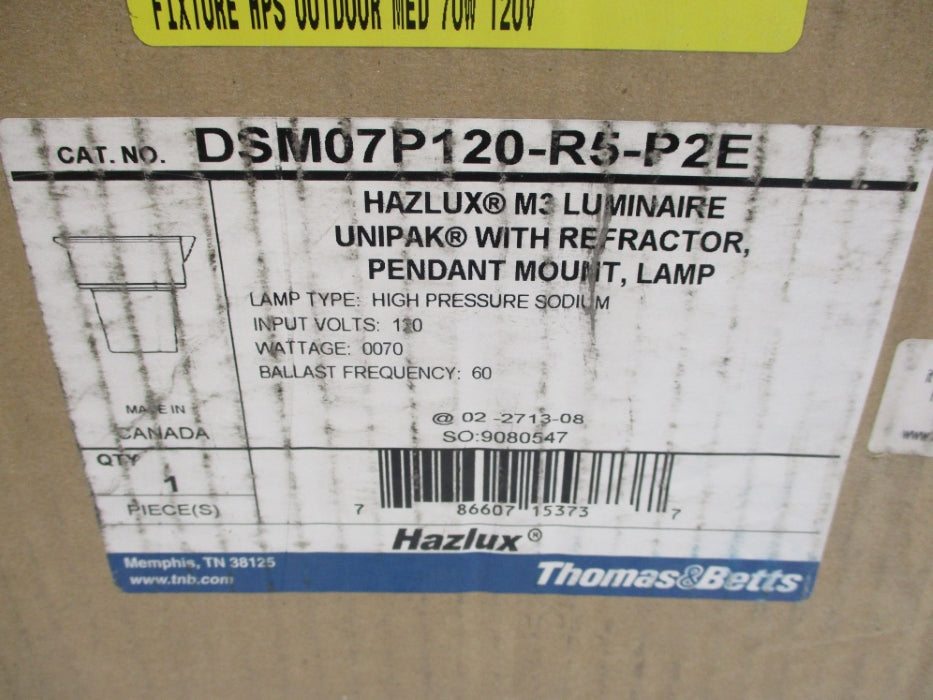 FIXTURE HPS OUTDOOR MED 70W 120V
CAT. NO. DSM07P120-R5-P2E
HAZLUX® M3 LUMINAIRE
UNIPAK® WITH REFRACTOR,
PENDANT MOUNT, LAMP
LAMP TYPE: HIGH PRESSURE SODIUM
INPUT VOLTS: 120
WATTAGE: 0070
BALLAST FREQUENCY: 60
MADE IN
CANADA
@ 02 -2713-08
SO:9080547
QTY
1
PIECE(S)
7 86607 15373 7
Hazlux®
Memphis, TN 38125
www.tnb.com
Thomas&Betts
www.